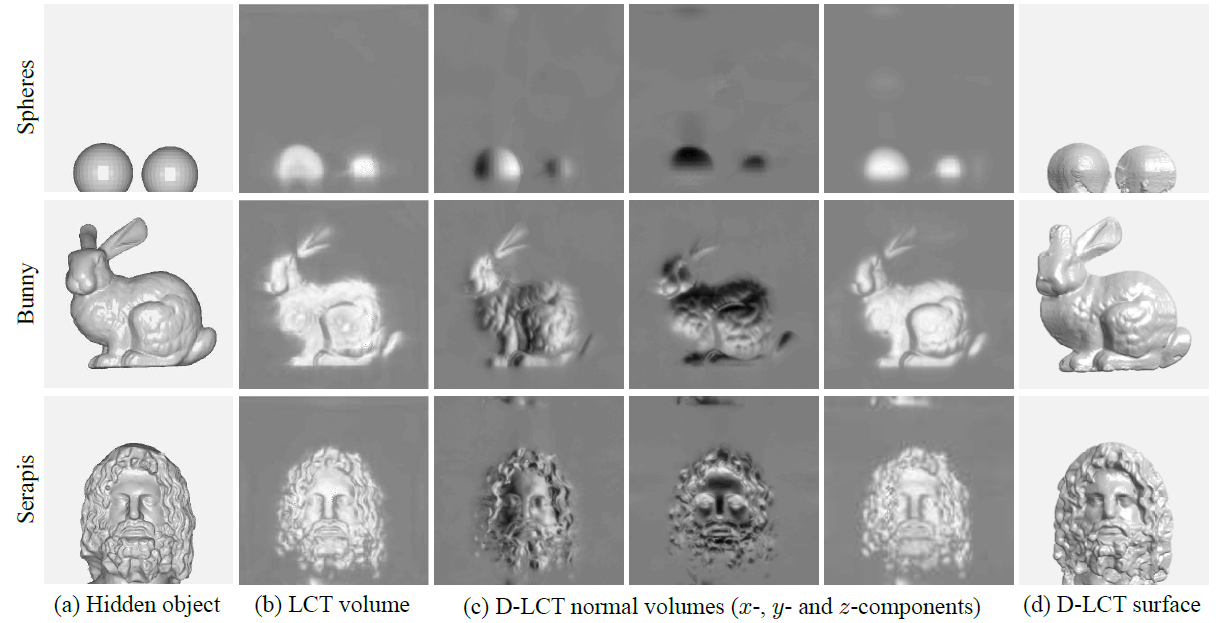 Spheres
Bunny
Serapis
(a) Hidden object
(b) LCT volume
(c) D-LCT normal volumes (x-, y- and z-components)
(d) D-LCT surface